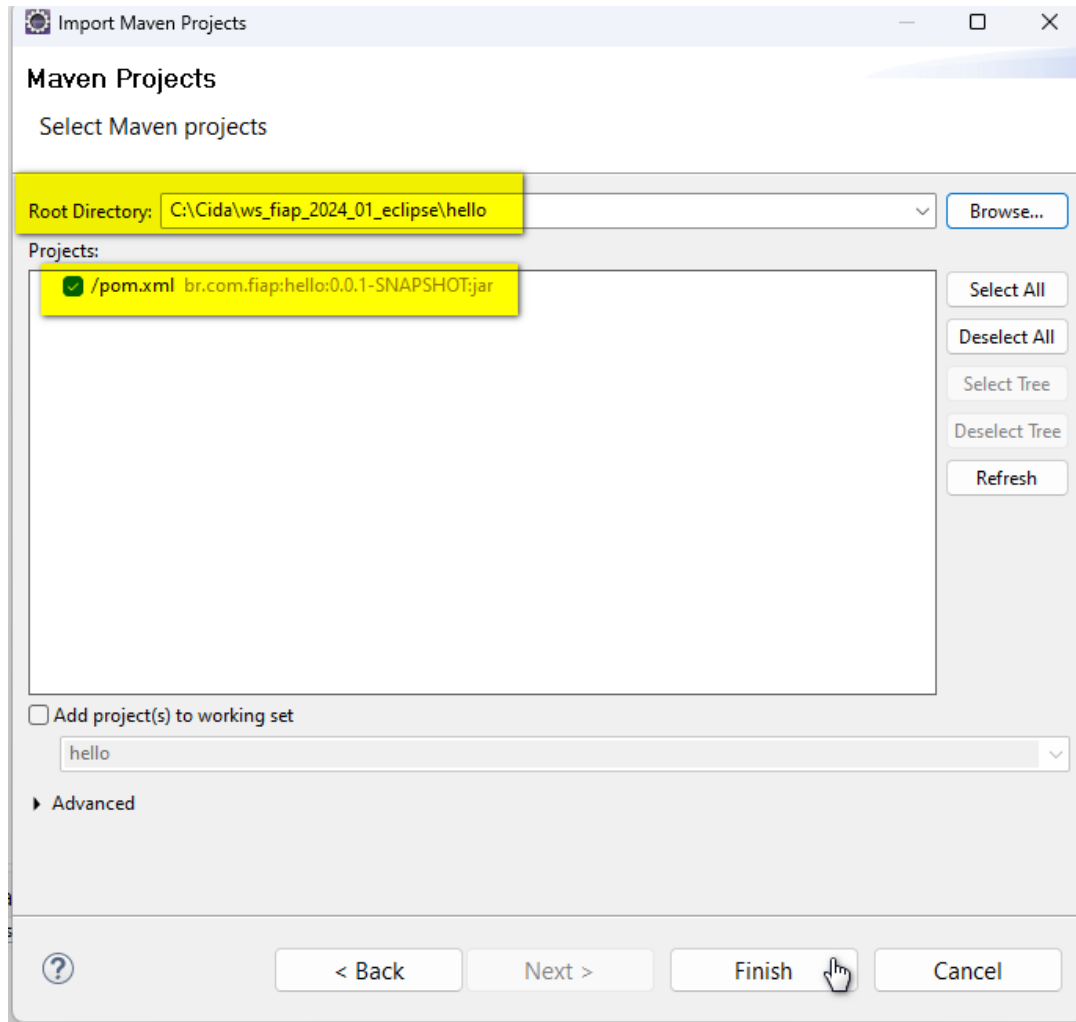 Import Maven Projects
Maven Projects
Select Maven projects
Root Directory: C:\Cida\ws_fiap_2024_01_eclipse\hello Browse...
Projects:
/pom.xml br.com.fiap:hello:0.0.1-SNAPSHOT:jar
Select All
Deselect All
Select Tree
Deselect Tree
Refresh
Add project(s) to working set
hello
Advanced
? < Back Next > Finish Cancel